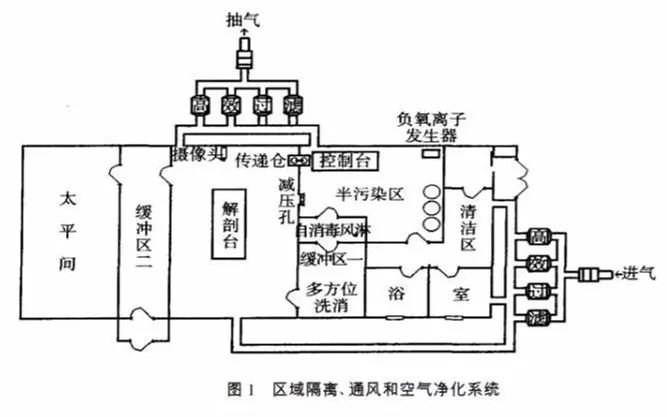 抽气
高 效 过 滤
负氧离子
发生器
摄像头
传递仓
控制台
太平间
缓冲区二
解剖台
减压孔
半污染区
清洁区
自消毒风淋
缓冲区一
多方位
洗消
浴 室
高
效
过
滤
进气
图 1 区域隔离、通风和空气净化系统